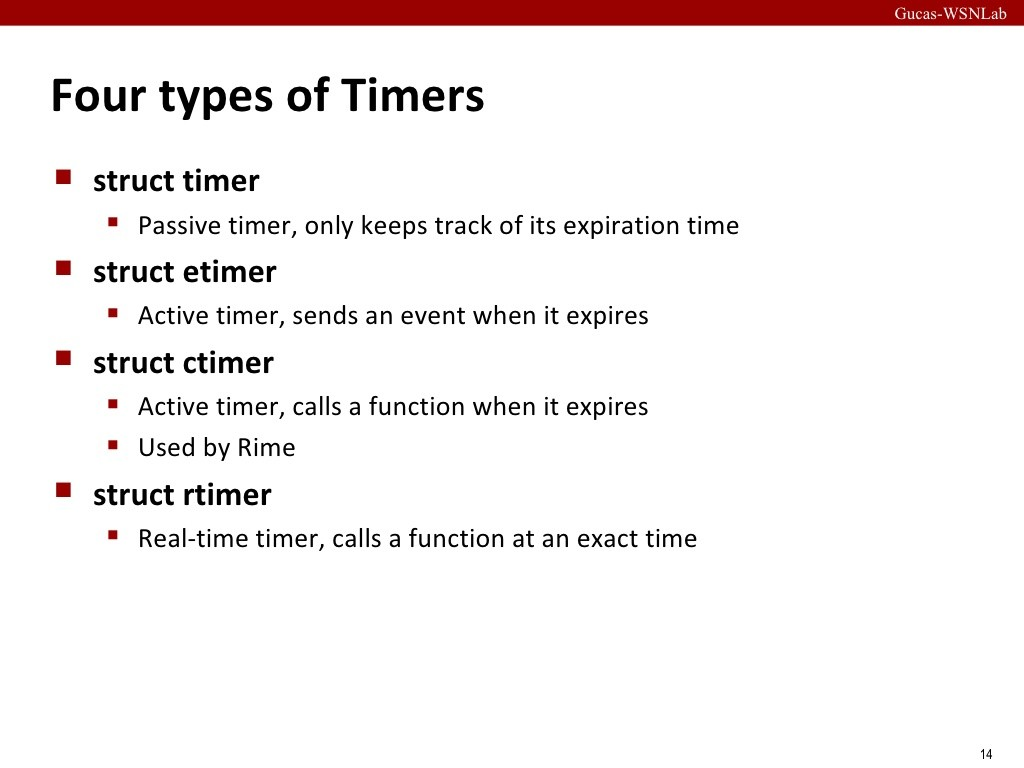 Gucas-WSNLab
Four types of Timers
struct timer
Passive timer, only keeps track of its expiration time
struct etimer
Active timer, sends an event when it expires
struct ctimer
Active timer, calls a function when it expires
Used by Rime
struct rtimer
Real-time timer, calls a function at an exact time
14